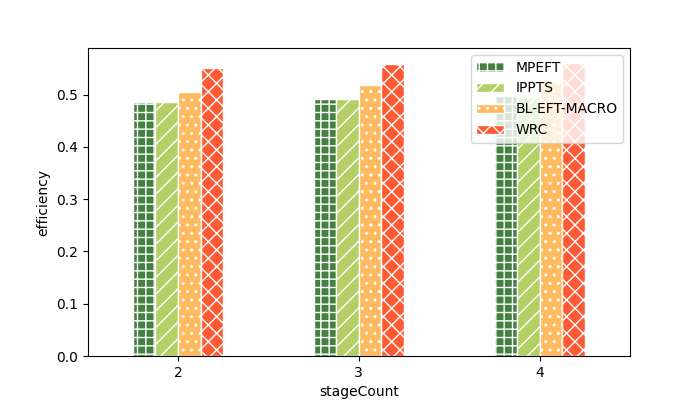 MPEFT
IPPTS
BL-EFT-MACRO
WRC
0.5
0.4
0.3
0.2
0.1
0.0
efficiency
2
3
4
stageCount